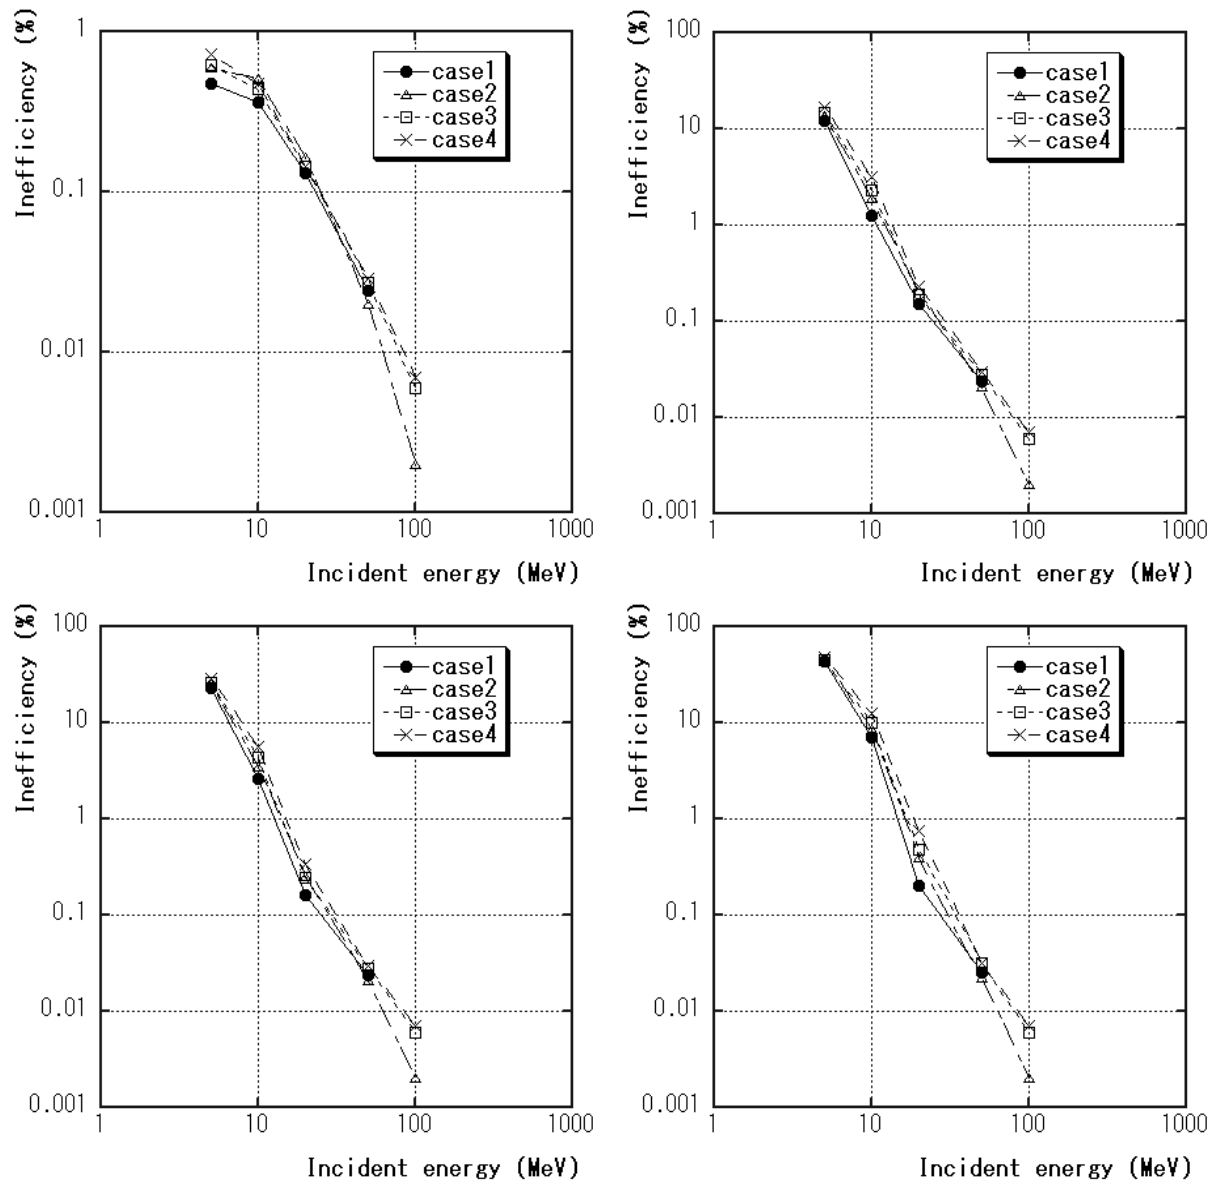 Inefficiency (%)
1
0.1
0.01
0.001
1
10
100
1000
Incident energy (MeV)
case1
case2
case3
case4
Inefficiency (%)
100
10
1
0.1
0.01
0.001
1
10
100
1000
Incident energy (MeV)
case1
case2
case3
case4
Inefficiency (%)
100
10
1
0.1
0.01
0.001
1
10
100
1000
Incident energy (MeV)
case1
case2
case3
case4
Inefficiency (%)
100
10
1
0.1
0.01
0.001
1
10
100
1000
Incident energy (MeV)
case1
case2
case3
case4